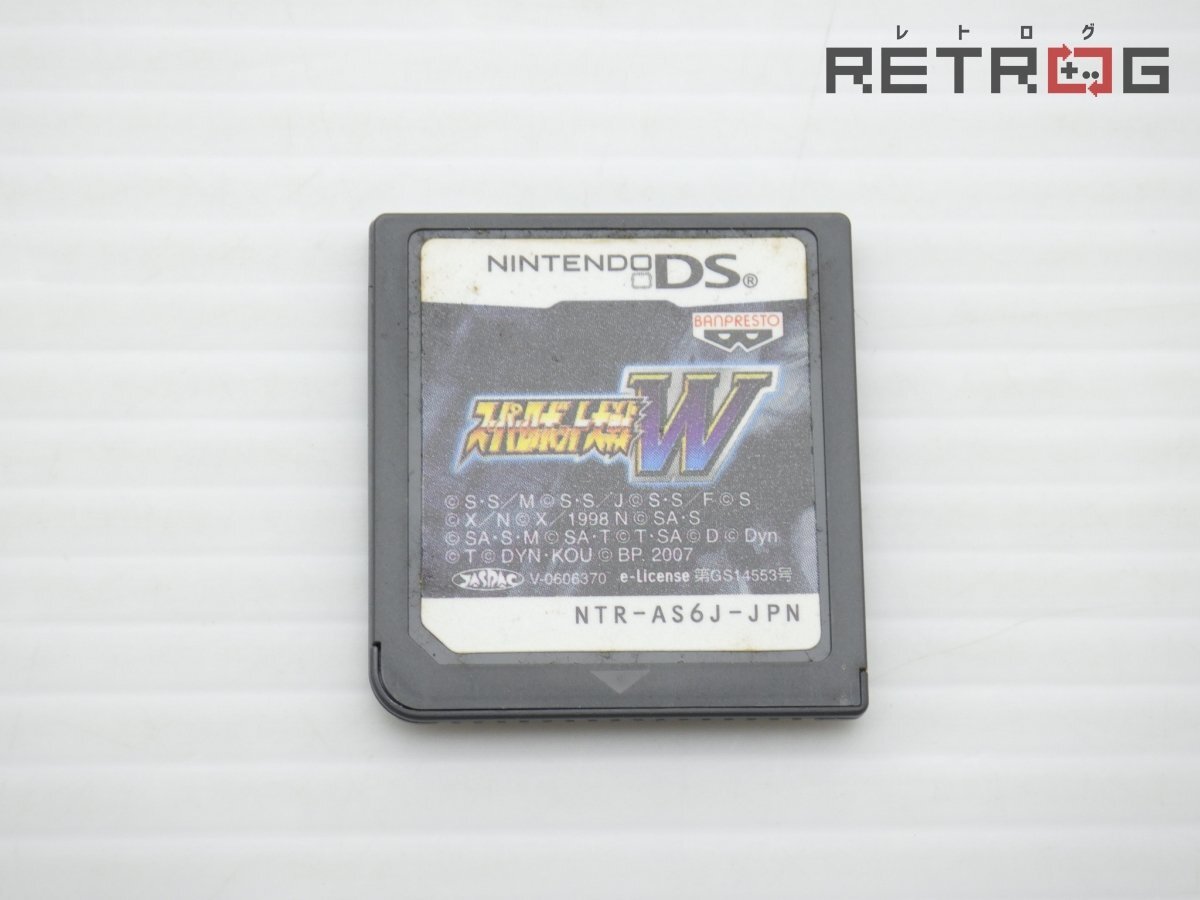 レトログ
RETROG
NINTENDO DS®
BANPRESTO
スーパーロボット大戦W
©S·S/M©S·S/J©S·S/F©S
©X/N©X/1998 N©SA·S
©SA·S·M©SA·T©T·SA©D©Dyn
©T©DYN·KOU©BP. 2007
JASRAC V-0606370 e-License 第GS14553号
NTR-AS6J-JPN